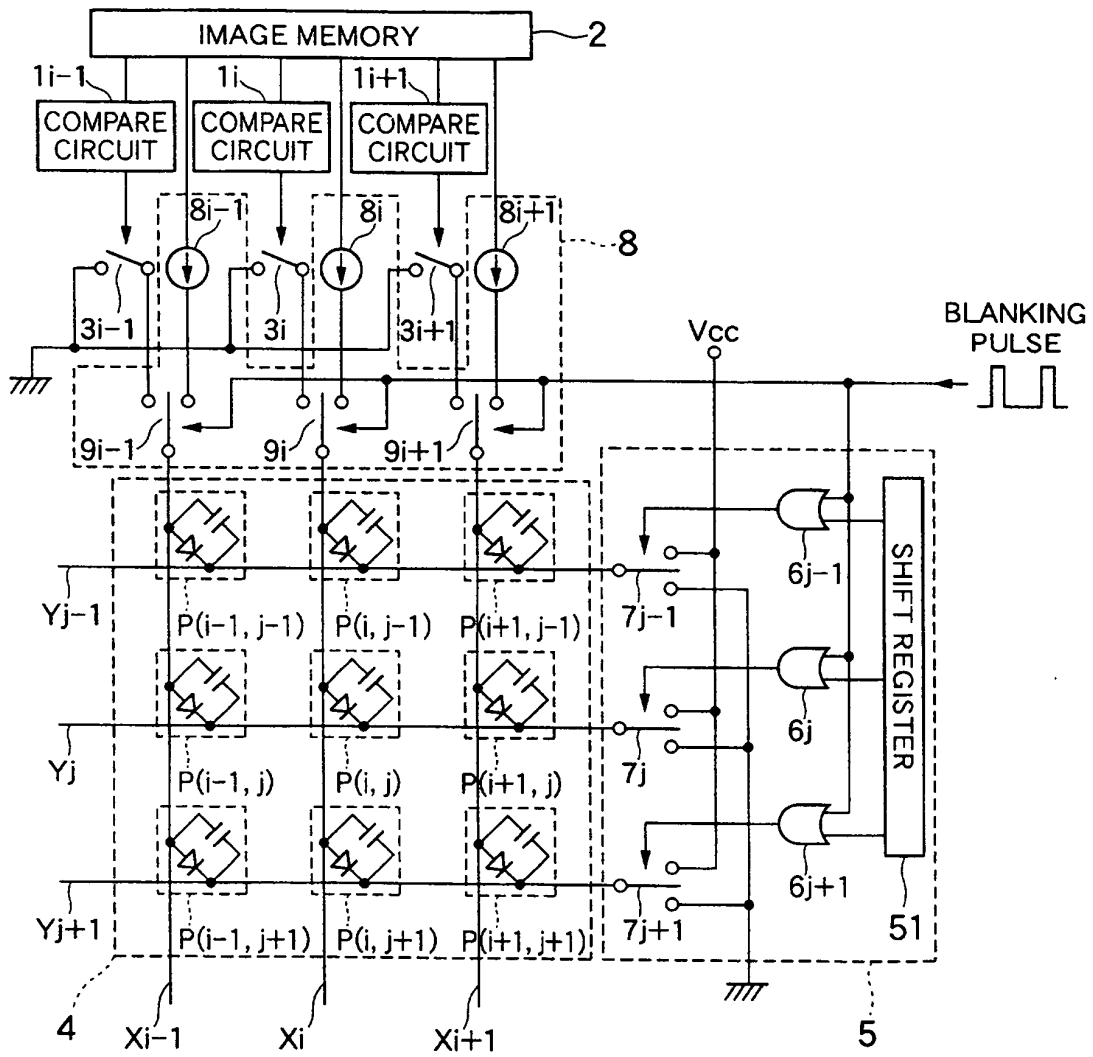 IMAGE MEMORY
2
1i-1
1i
1i+1
COMPARE
CIRCUIT
COMPARE
CIRCUIT
COMPARE
CIRCUIT
8i-1
8i
8i+1
8
3i-1
3i
3i+1
Vcc
BLANKING
PULSE
9i-1
9i
9i+1
6j-1
Yj-1
7j-1
P(i-1, j-1)
P(i, j-1)
P(i+1, j-1)
SHIFT REGISTER
6j
Yj
7j
P(i-1, j)
P(i, j)
P(i+1, j)
6j+1
Yj+1
7j+1
51
P(i-1, j+1)
P(i, j+1)
P(i+1, j+1)
4
Xi-1
Xi
Xi+1
5